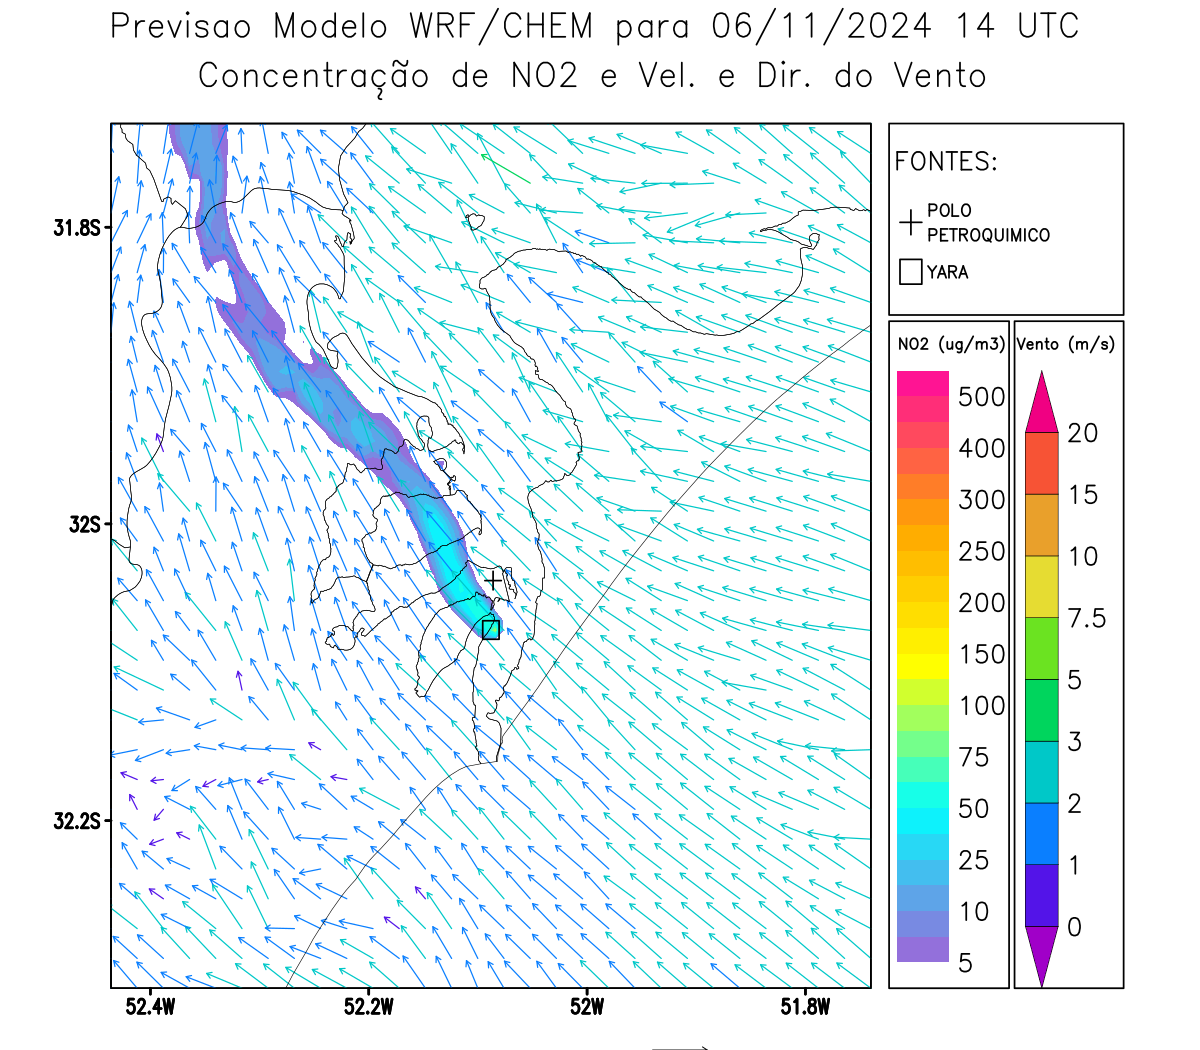 Previsao Modelo WRF/CHEM para 06/11/2024 14 UTC
Concentração de NO2 e Vel. e Dir. do Vento
FONTES:
POLO
PETROQUIMICO
YARA
NO2 (ug/m3)
500
400
300
250
200
150
100
75
50
25
10
5
Vento (m/s)
20
15
10
7.5
5
3
2
1
0
31.8S
32S
32.2S
52.4W
52.2W
52W
51.8W